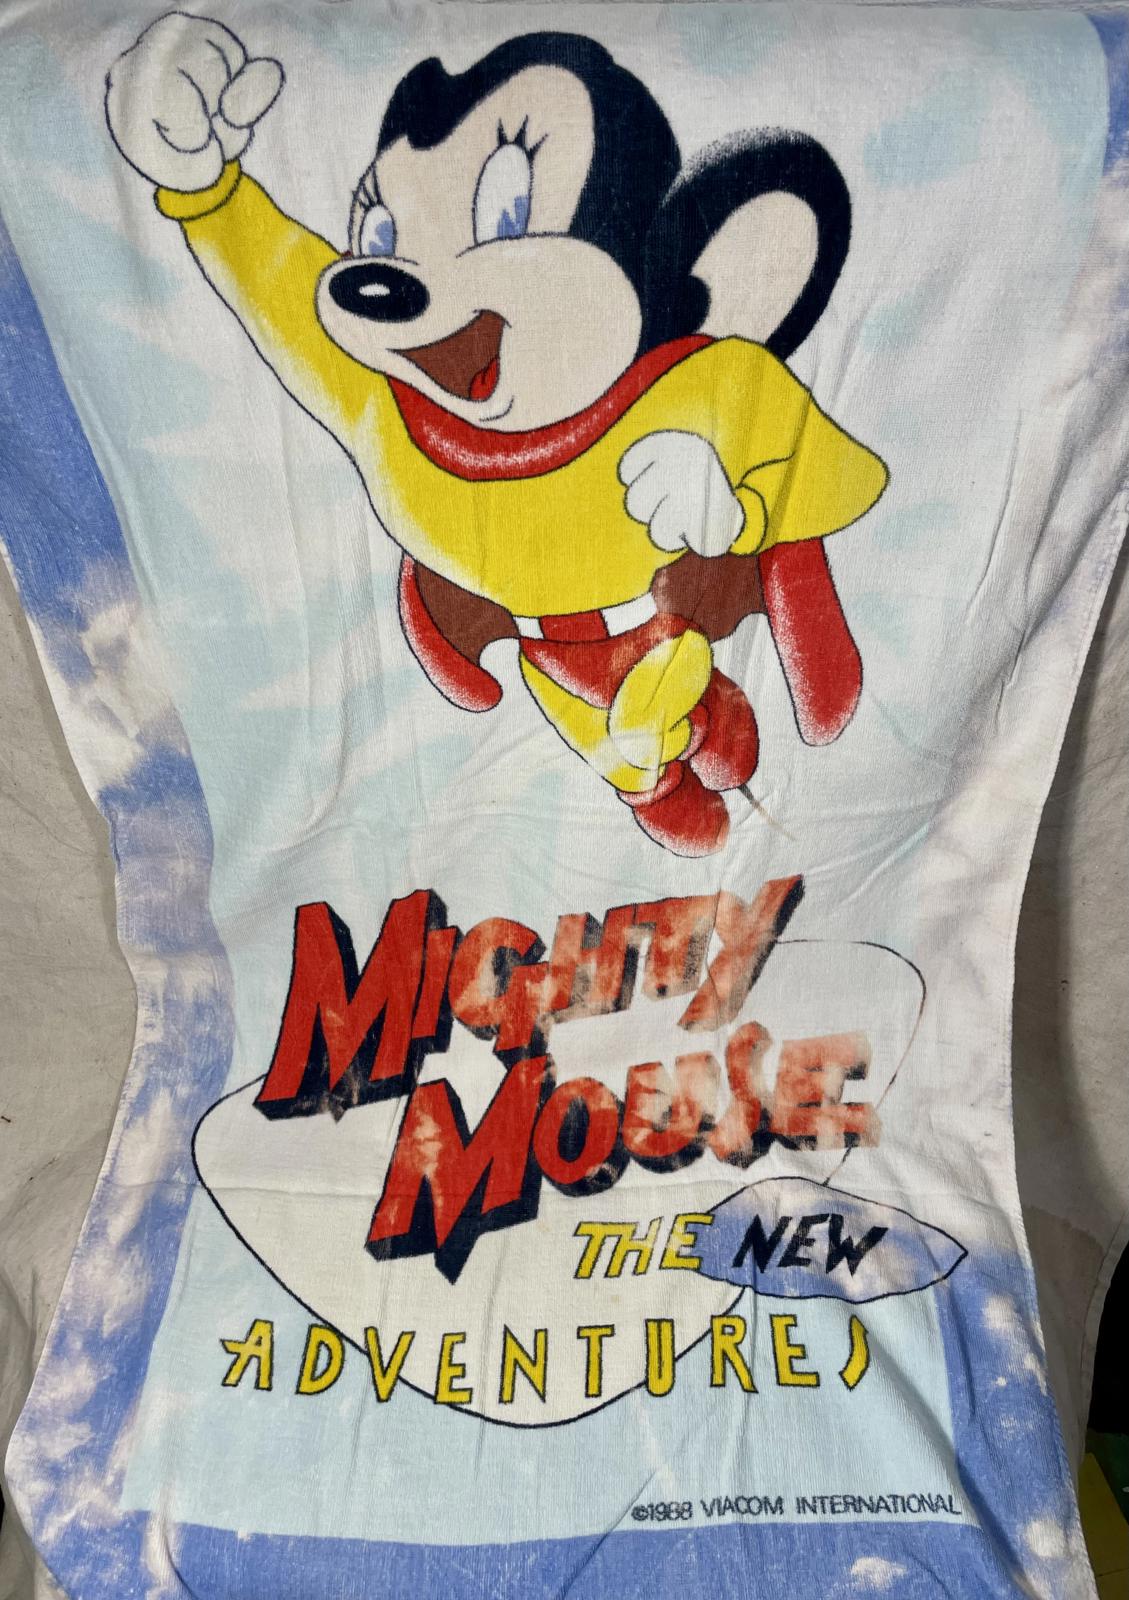 MIGHTY
MOUSE
THE NEW
ADVENTURES
©1988 VIACOM INTERNATIONAL